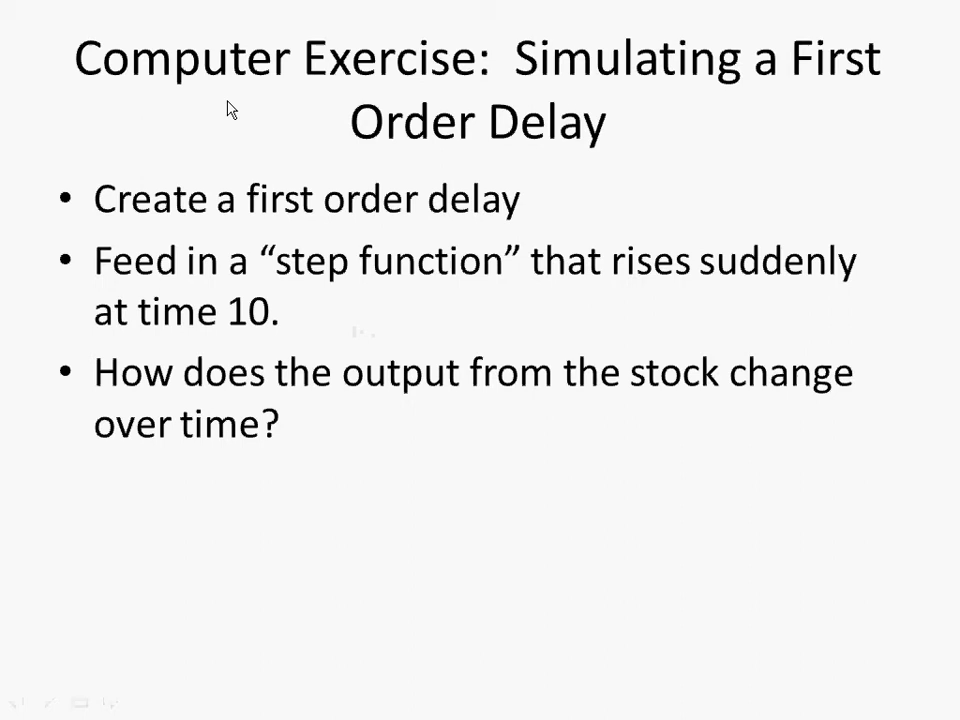 Computer Exercise: Simulating a First
Order Delay
• Create a first order delay
• Feed in a “step function” that rises suddenly
at time 10.
• How does the output from the stock change
over time?